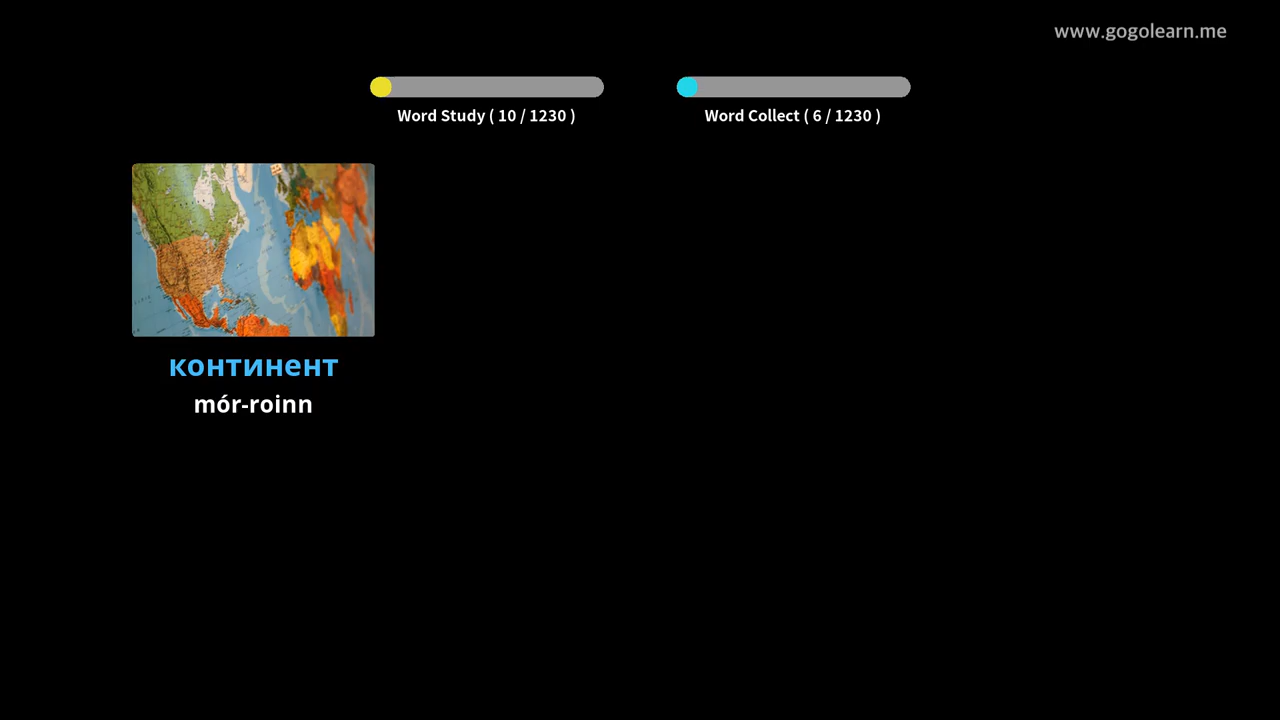 www.gogolearn.me
Word Study ( 10 / 1230 )
Word Collect ( 6 / 1230 )
континент
mór-roinn